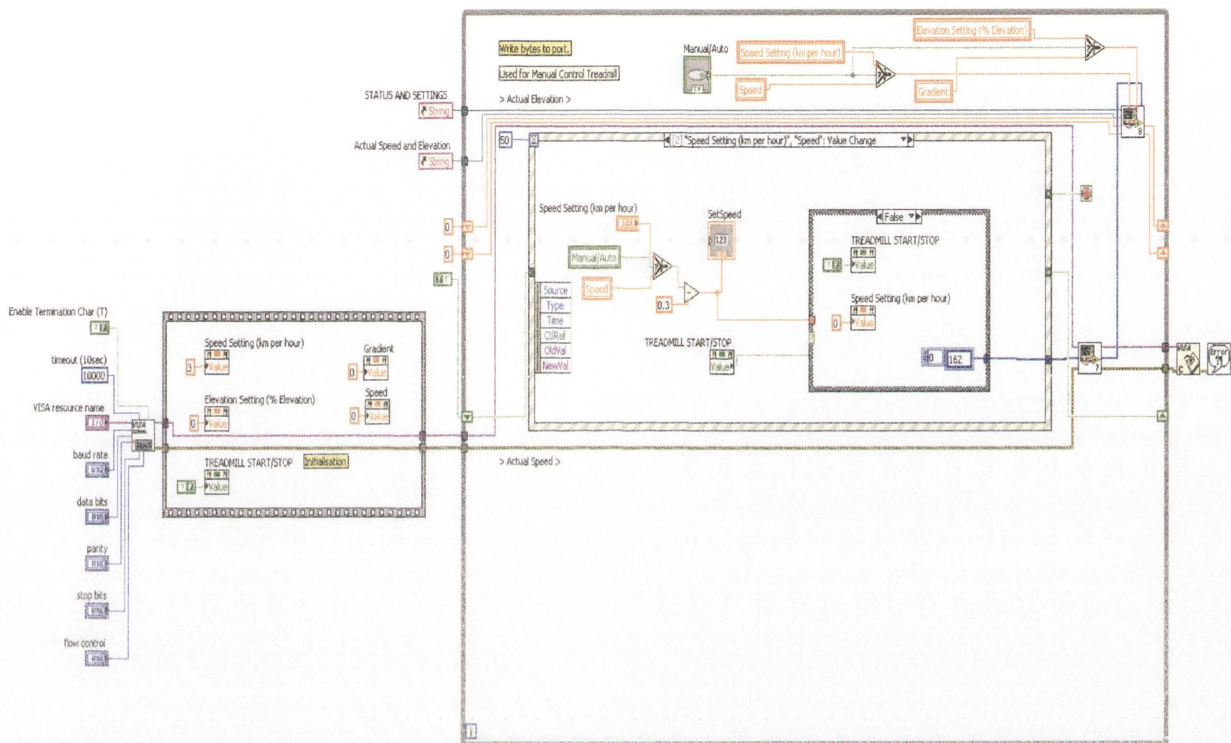 Elevation Setting (% Elevation)
Write bytes to port.
Manual/Auto
Speed Setting (km per hour)
Used for Manual Control Treadmill
Speed
Gradient
STATUS AND SETTINGS
> Actual Elevation >
String
9
Actual Speed and Elevation
50
"Speed Setting (km per hour)", "Speed": Value Change
String
Speed Setting (km per hour)
SetSpeed
False
0
TREADMILL START/STOP
Manual/Auto
Value
0
Speed
Source
0.3
Speed Setting (km per hour)
Type
Time
0
Value
Enable Termination Char (T)
CtlRef
TREADMILL START/STOP
OldVal
Speed Setting (km per hour)
Gradient
NewVal
Value
0
162
7
timeout (10sec)
3
Value
0
Value
10000
Elevation Setting (% Elevation)
Speed
VISA resource name
0
Value
0
Value
baud rate
TREADMILL START/STOP
Initialisation
> Actual Speed >
Value
data bits
parity
stop bits
flow control
i